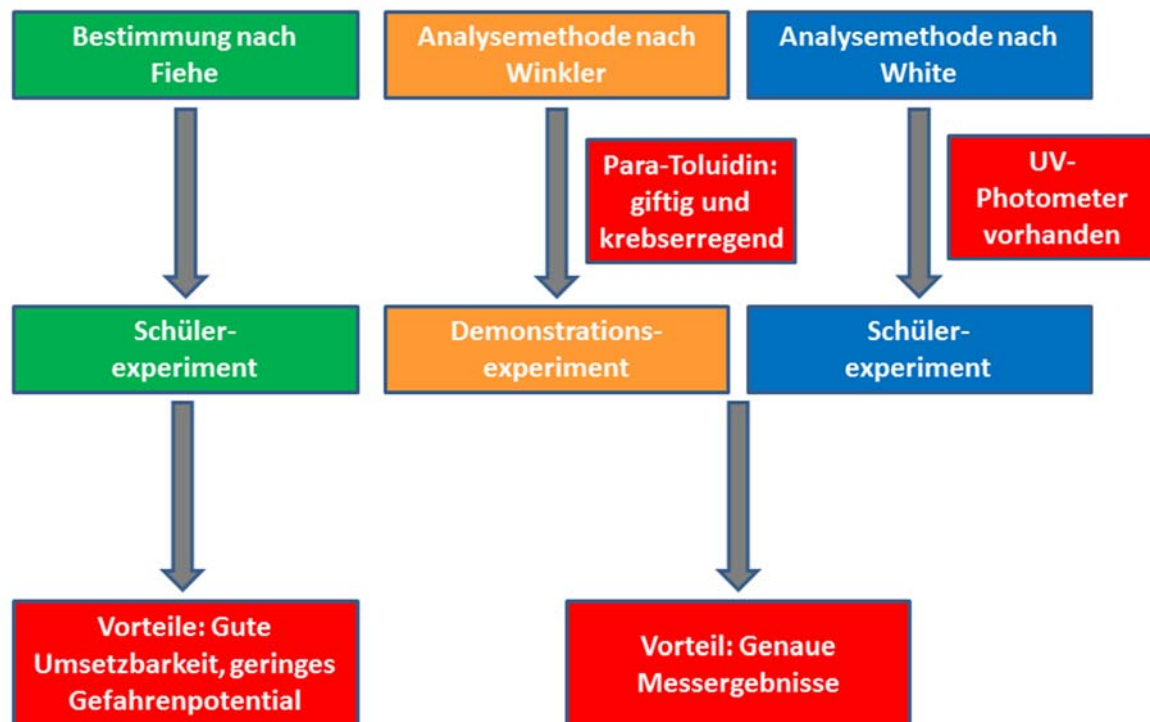 Bestimmung nach
Fiehe
Analysemethode nach
Winkler
Analysemethode nach
White
Para-Toluidin:
giftig und
krebserregend
UV-
Photometer
vorhanden
Schüler-
experiment
Demonstrations-
experiment
Schüler-
experiment
Vorteile: Gute
Umsetzbarkeit, geringes
Gefahrenpotential
Vorteil: Genaue
Messergebnisse